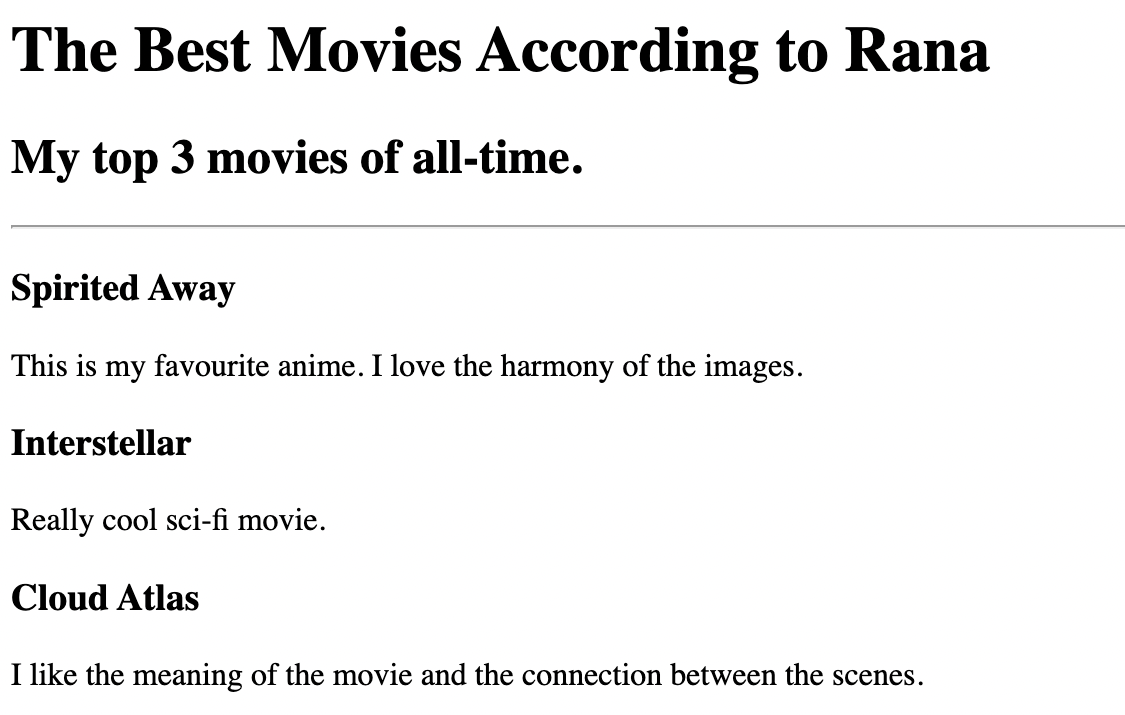 The Best Movies According to Rana
My top 3 movies of all-time.
Spirited Away
This is my favourite anime. I love the harmony of the images.
Interstellar
Really cool sci-fi movie.
Cloud Atlas
I like the meaning of the movie and the connection between the scenes.